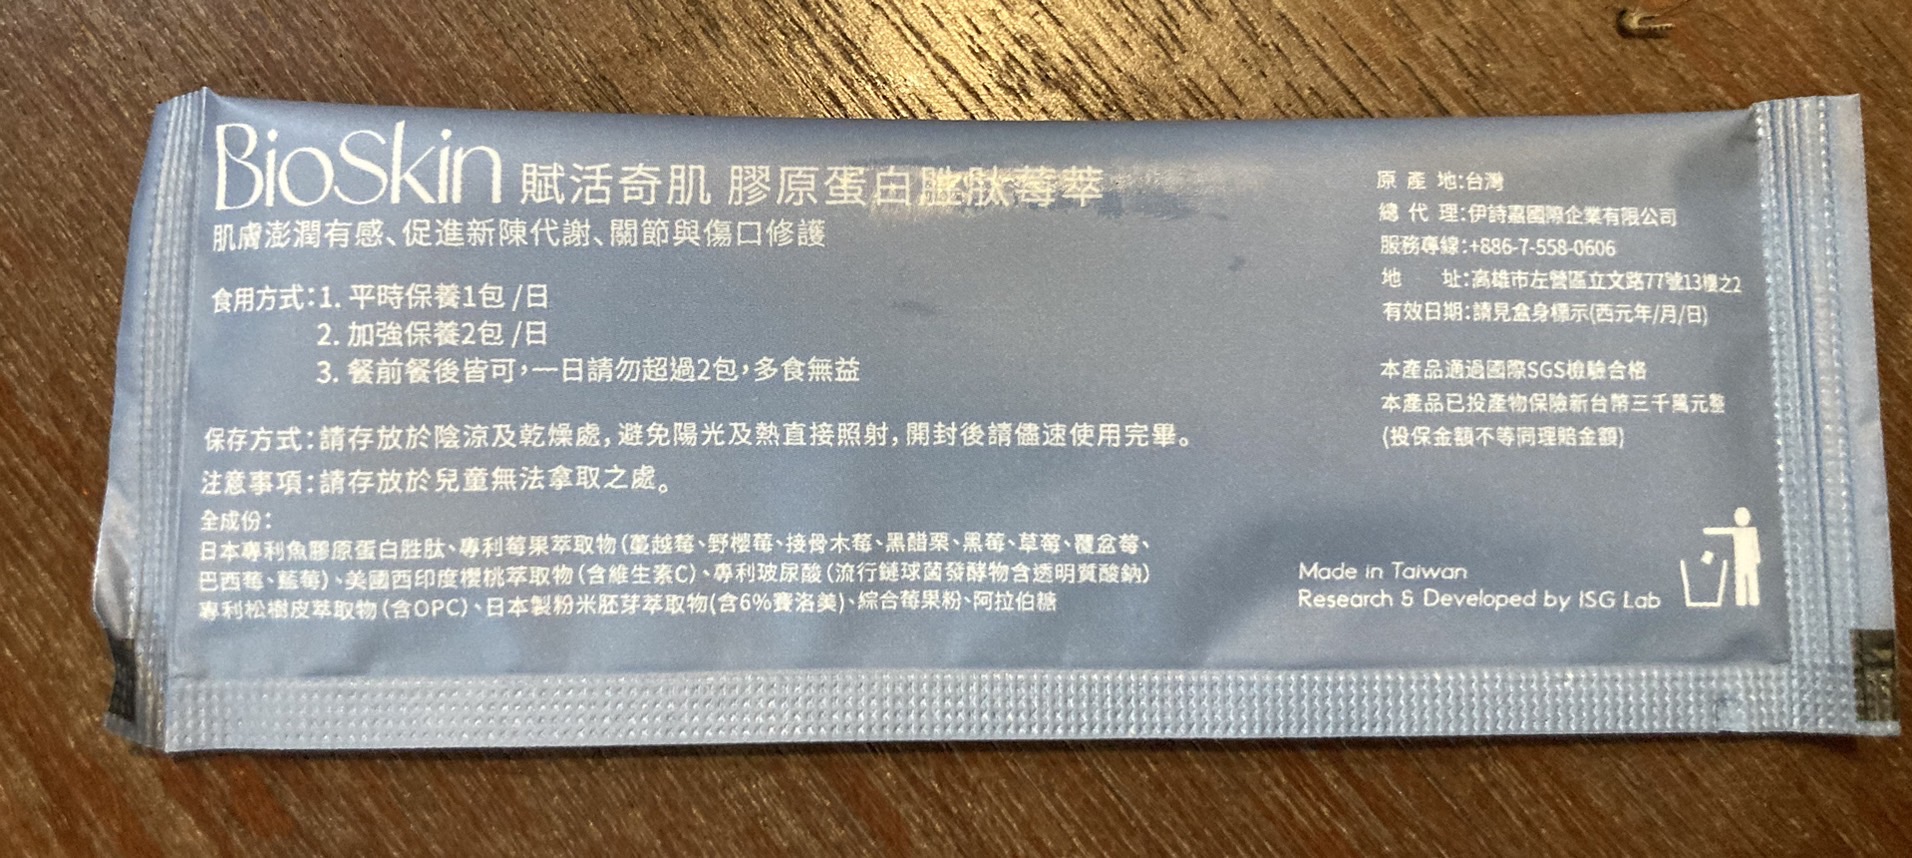 BioSkin 賦活奇肌 膠原蛋白胜肽莓萃
肌膚澎潤有感、促進新陳代謝、關節與傷口修護
食用方式:1. 平時保養1包 /日
2. 加強保養2包 /日
3. 餐前餐後皆可,一日請勿超過2包,多食無益
保存方式:請存放於陰涼及乾燥處,避免陽光及熱直接照射,開封後請儘速使用完畢。
注意事項:請存放於兒童無法拿取之處。
全成份:
日本專利魚膠原蛋白胜肽、專利莓果萃取物(蔓越莓、野櫻莓、接骨木莓、黑醋栗、黑莓、草莓、覆盆莓、
巴西莓、藍莓)、美國西印度櫻桃萃取物(含維生素C)、專利玻尿酸(流行鏈球菌發酵物含透明質酸鈉)
專利松樹皮萃取物(含OPC)、日本製粉米胚芽萃取物(含6%賽洛美)、綜合莓果粉、阿拉伯糖
原 產 地:台灣
總 代 理:伊詩嘉國際企業有限公司
服務專線:+886-7-558-0606
地 址:高雄市左營區立文路77號13樓之2
有效日期:請見盒身標示(西元年/月/日)
本產品通過國際SGS檢驗合格
本產品已投產物保險新台幣三千萬元整
(投保金額不等同理賠金額)
Made in Taiwan
Research & Developed by ISG Lab